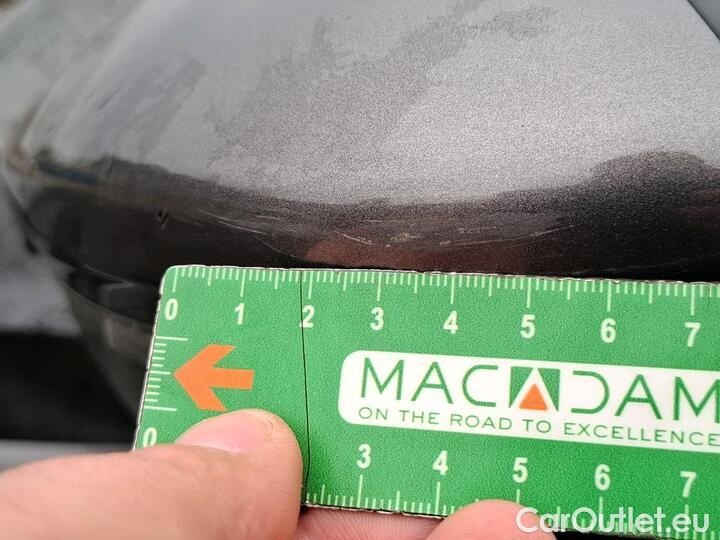 0 1 2 3 4 5 6 7
MACADAM
ON THE ROAD TO EXCELLENCE
0 3 4 5 6 7
CarOutlet.eu